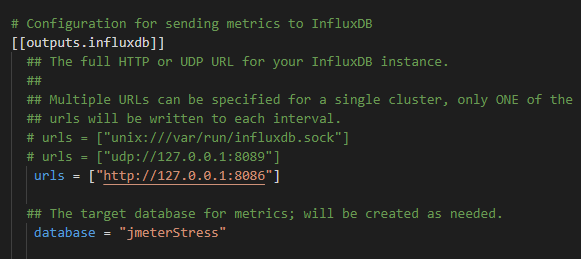 # Configuration for sending metrics to InfluxDB
[[outputs.influxdb]]
## The full HTTP or UDP URL for your InfluxDB instance.
##
## Multiple URLs can be specified for a single cluster, only ONE of the
## urls will be written to each interval.
# urls = ["unix:///var/run/influxdb.sock"]
# urls = ["udp://127.0.0.1:8089"]
urls = ["http://127.0.0.1:8086"]
## The target database for metrics; will be created as needed.
database = "jmeterStress"